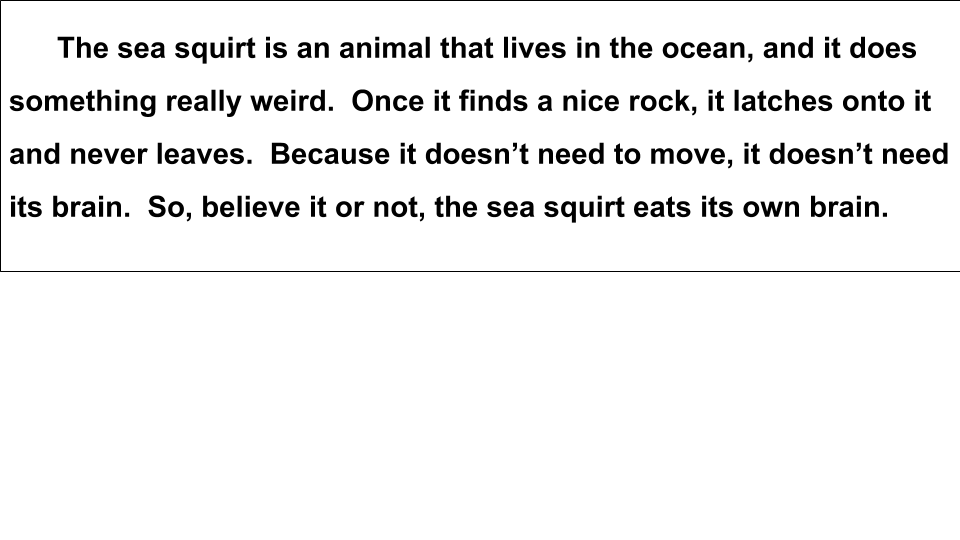 The sea squirt is an animal that lives in the ocean, and it does
something really weird.  Once it finds a nice rock, it latches onto it
and never leaves.  Because it doesn’t need to move, it doesn’t need
its brain.  So, believe it or not, the sea squirt eats its own brain.